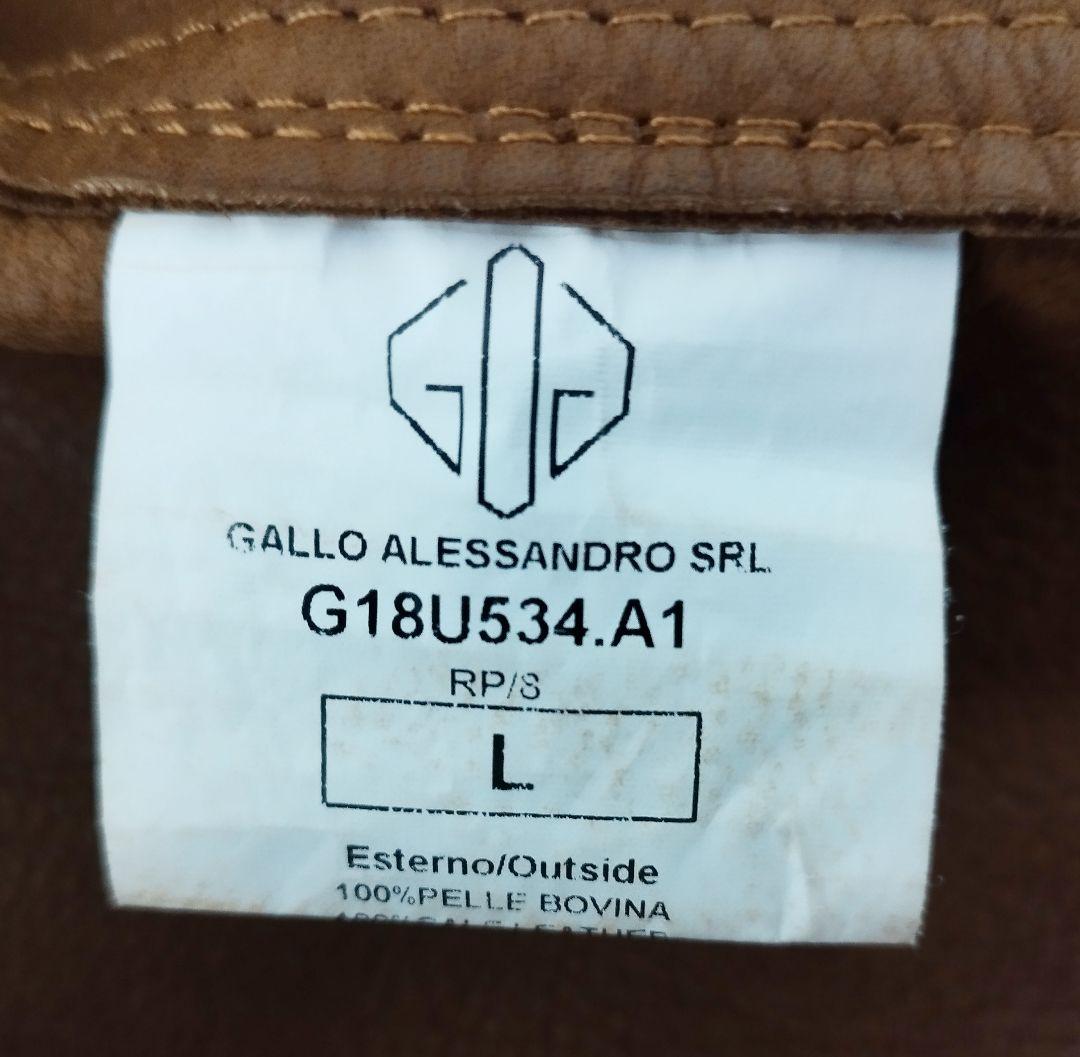 GALLO ALESSANDRO SRL
G18U534.A1
RP/S
L
Esterno/Outside
100%PELLE BOVINA